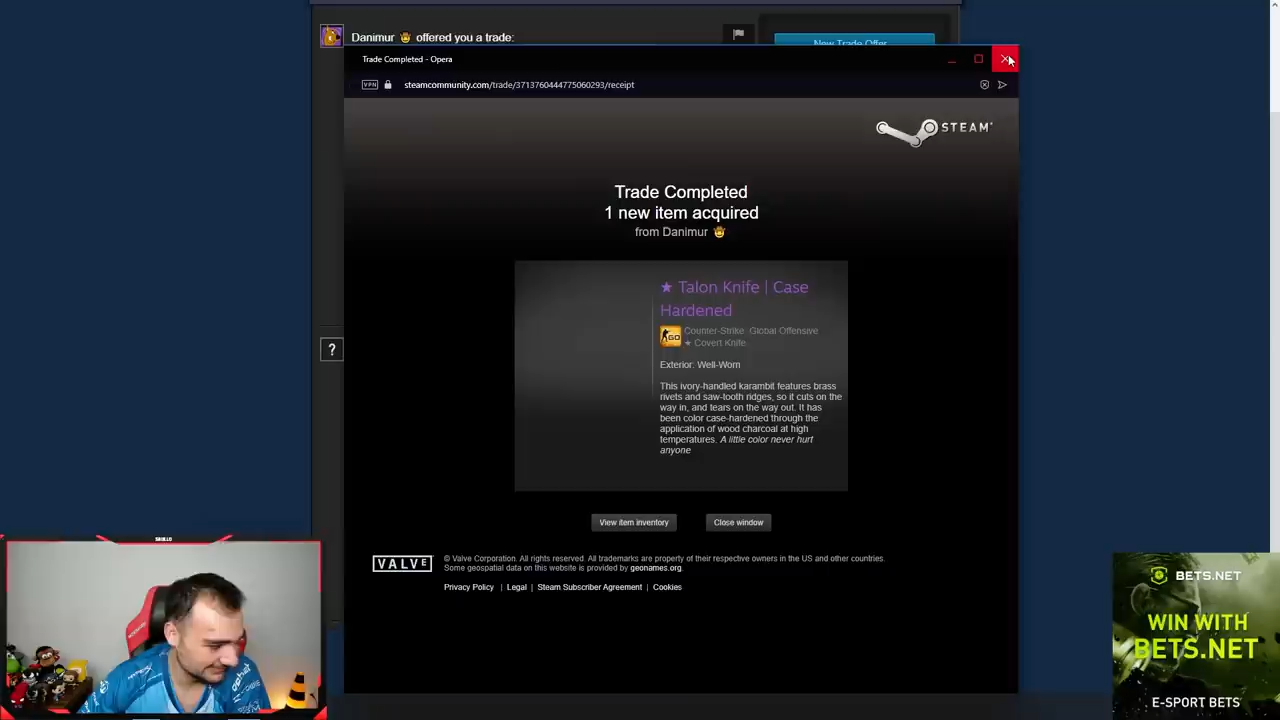 Danimur 🤠 offered you a trade:
New Trade Offer
Trade Completed - Opera
VPN
steamcommunity.com/trade/3713760444775060293/receipt
STEAM
Trade Completed
1 new item acquired
from Danimur 🤠
★ Talon Knife | Case
Hardened
GO
Counter-Strike: Global Offensive
★ Covert Knife
Exterior: Well-Worn
This ivory-handled karambit features brass
rivets and saw-tooth ridges, so it cuts on the
way in, and tears on the way out. It has
been color case-hardened through the
application of wood charcoal at high
temperatures. A little color never hurt
anyone
?
View item inventory
Close window
VALVE
© Valve Corporation. All rights reserved. All trademarks are property of their respective owners in the US and other countries.
Some geospatial data on this website is provided by geonames.org.
Privacy Policy | Legal | Steam Subscriber Agreement | Cookies
BETS.NET
WIN WITH
BETS.NET
E-SPORT BETS